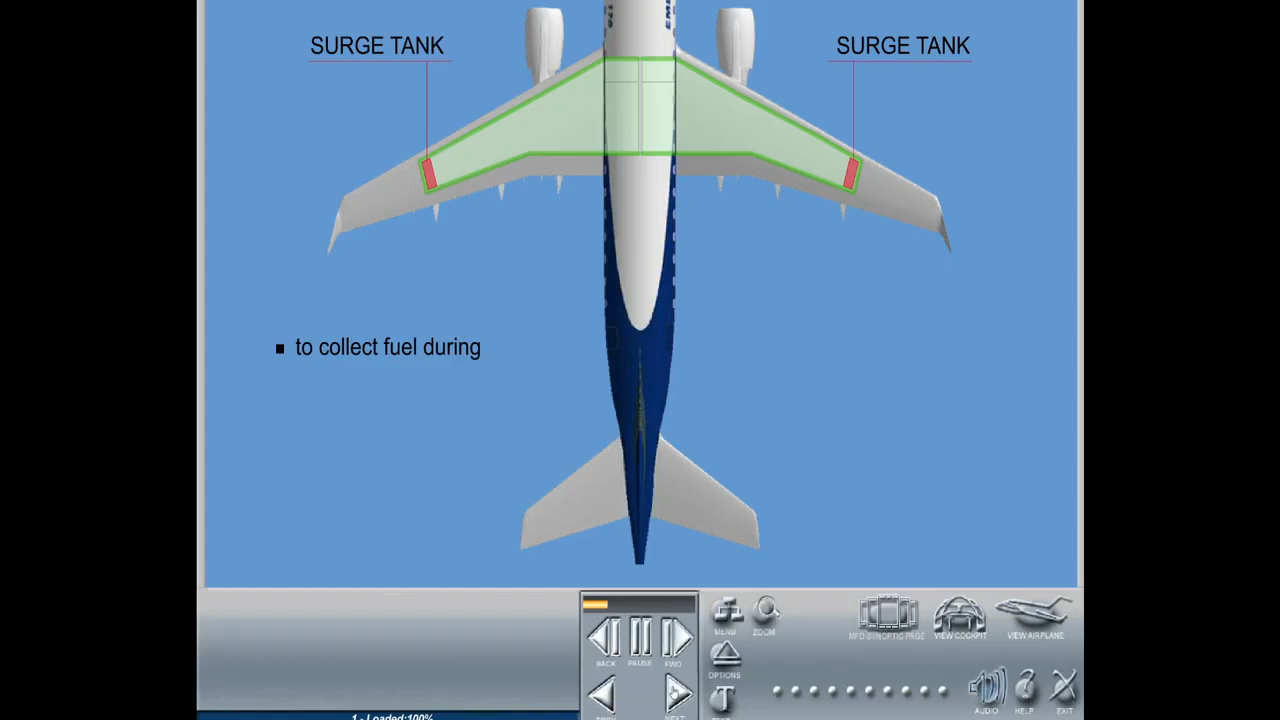 SURGE TANK
SURGE TANK
to collect fuel during
MENU
ZOOM
MFD SYNOPTIC PAGE
VIEW COCKPIT
VIEW AIRPLANE
BACK
PAUSE
FWD
OPTIONS
AUDIO
HELP
EXIT
1 - Loaded:100%